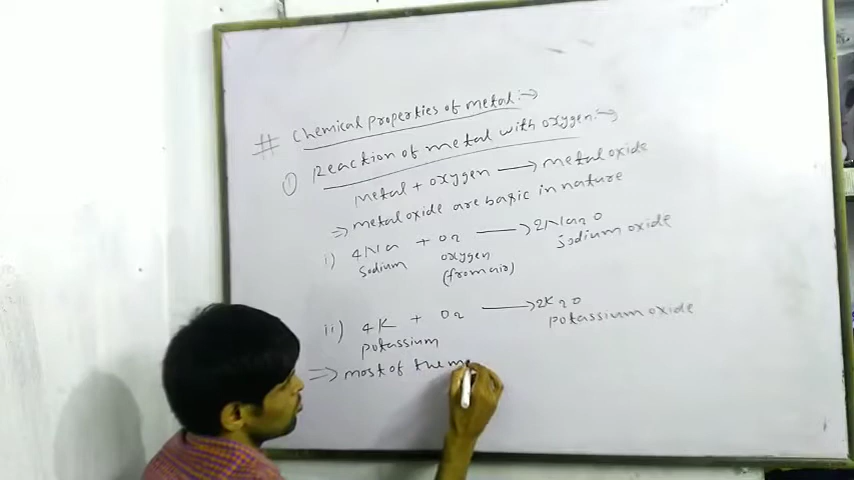 # Chemical properties of metal:→
① Reaction of metal with oxygen:→
metal + oxygen → metal oxide
⇒ metal oxide are basic in nature
i) 4Na + O₂ → 2Na₂O
sodium oxygen sodium oxide
(from air)
ii) 4K + O₂ → 2K₂O
potassium potassium oxide
⇒ most of the me